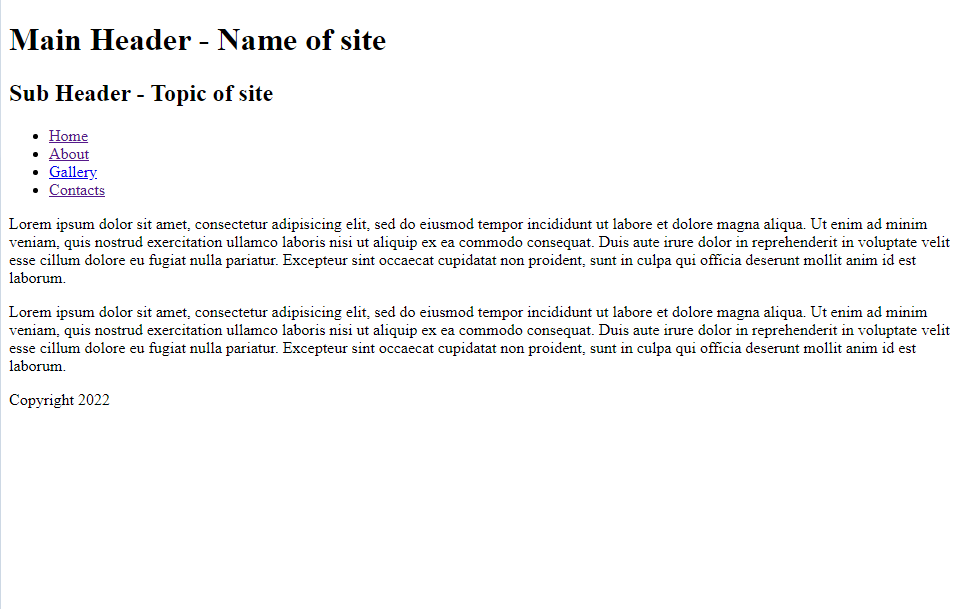 Main Header - Name of site
Sub Header - Topic of site
Home
About
Gallery
Contacts
Lorem ipsum dolor sit amet, consectetur adipisicing elit, sed do eiusmod tempor incididunt ut labore et dolore magna aliqua. Ut enim ad minim
veniam, quis nostrud exercitation ullamco laboris nisi ut aliquip ex ea commodo consequat. Duis aute irure dolor in reprehenderit in voluptate velit
esse cillum dolore eu fugiat nulla pariatur. Excepteur sint occaecat cupidatat non proident, sunt in culpa qui officia deserunt mollit anim id est
laborum.
Lorem ipsum dolor sit amet, consectetur adipisicing elit, sed do eiusmod tempor incididunt ut labore et dolore magna aliqua. Ut enim ad minim
veniam, quis nostrud exercitation ullamco laboris nisi ut aliquip ex ea commodo consequat. Duis aute irure dolor in reprehenderit in voluptate velit
esse cillum dolore eu fugiat nulla pariatur. Excepteur sint occaecat cupidatat non proident, sunt in culpa qui officia deserunt mollit anim id est
laborum.
Copyright 2022